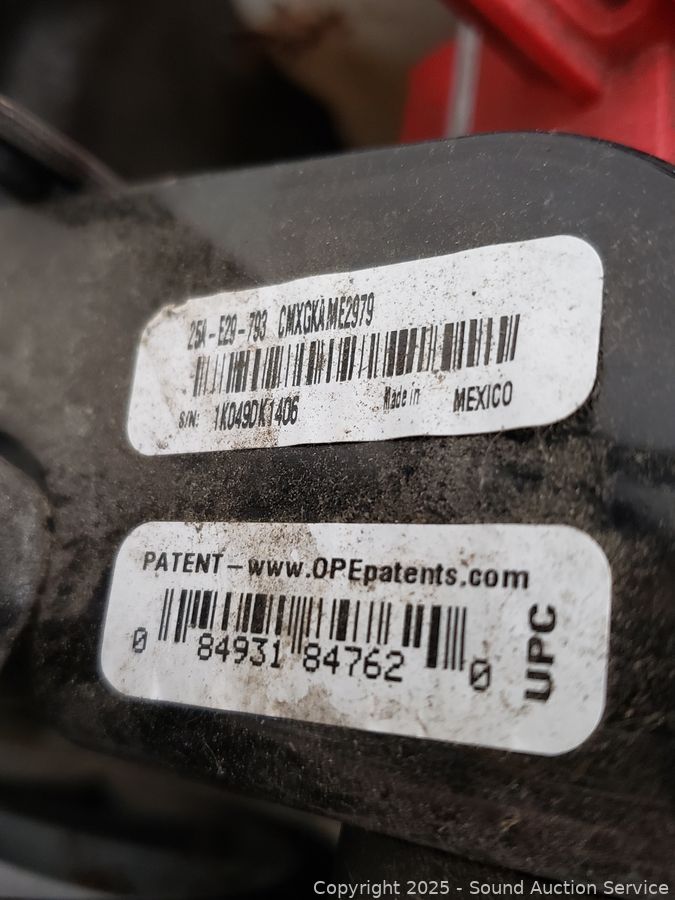 25A-E29-793 CMXGKAME2979
S/N: 1K049DK1406 Made in MEXICO
PATENT - www.OPEpatents.com
0 84931 84762 0
UPC
Copyright 2025 - Sound Auction Service